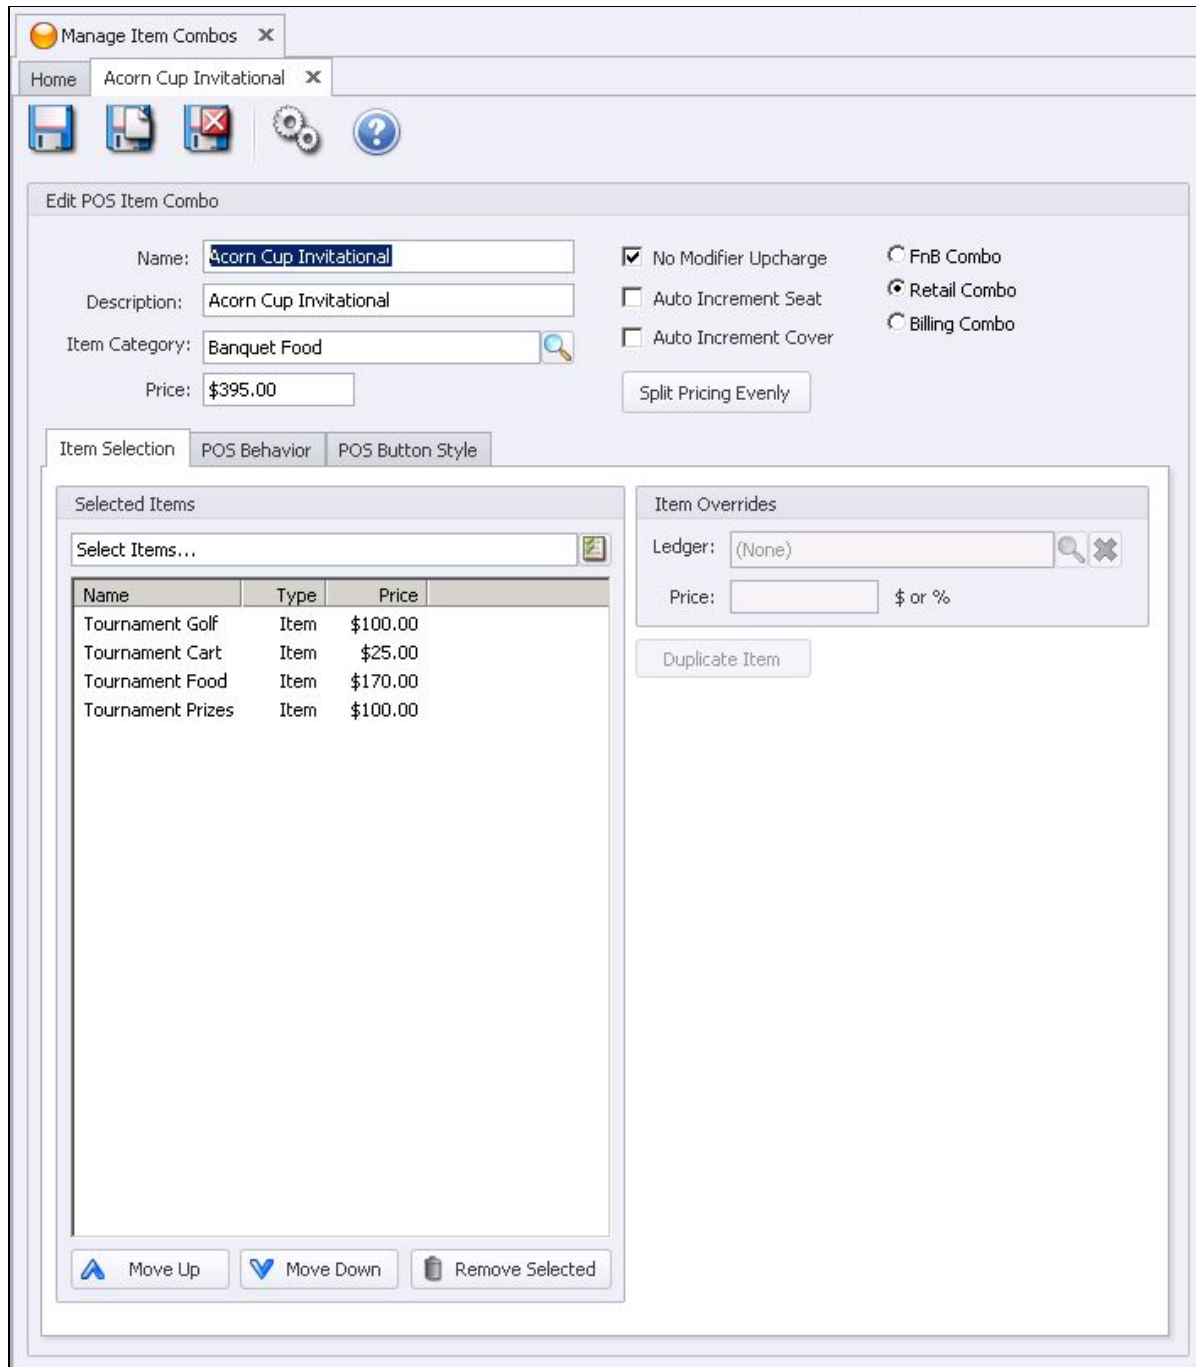 Manage Item Combos
Home Acorn Cup Invitational
Edit POS Item Combo
Name: Acorn Cup Invitational
No Modifier Upcharge
FnB Combo
Description: Acorn Cup Invitational
Auto Increment Seat
Retail Combo
Item Category: Banquet Food
Auto Increment Cover
Billing Combo
Price: $395.00
Split Pricing Evenly
Item Selection POS Behavior POS Button Style
Selected Items
Select Items...
Name Type Price
Tournament Golf Item $100.00
Tournament Cart Item $25.00
Tournament Food Item $170.00
Tournament Prizes Item $100.00
Move Up Move Down Remove Selected
Item Overrides
Ledger: (None)
Price: $ or %
Duplicate Item